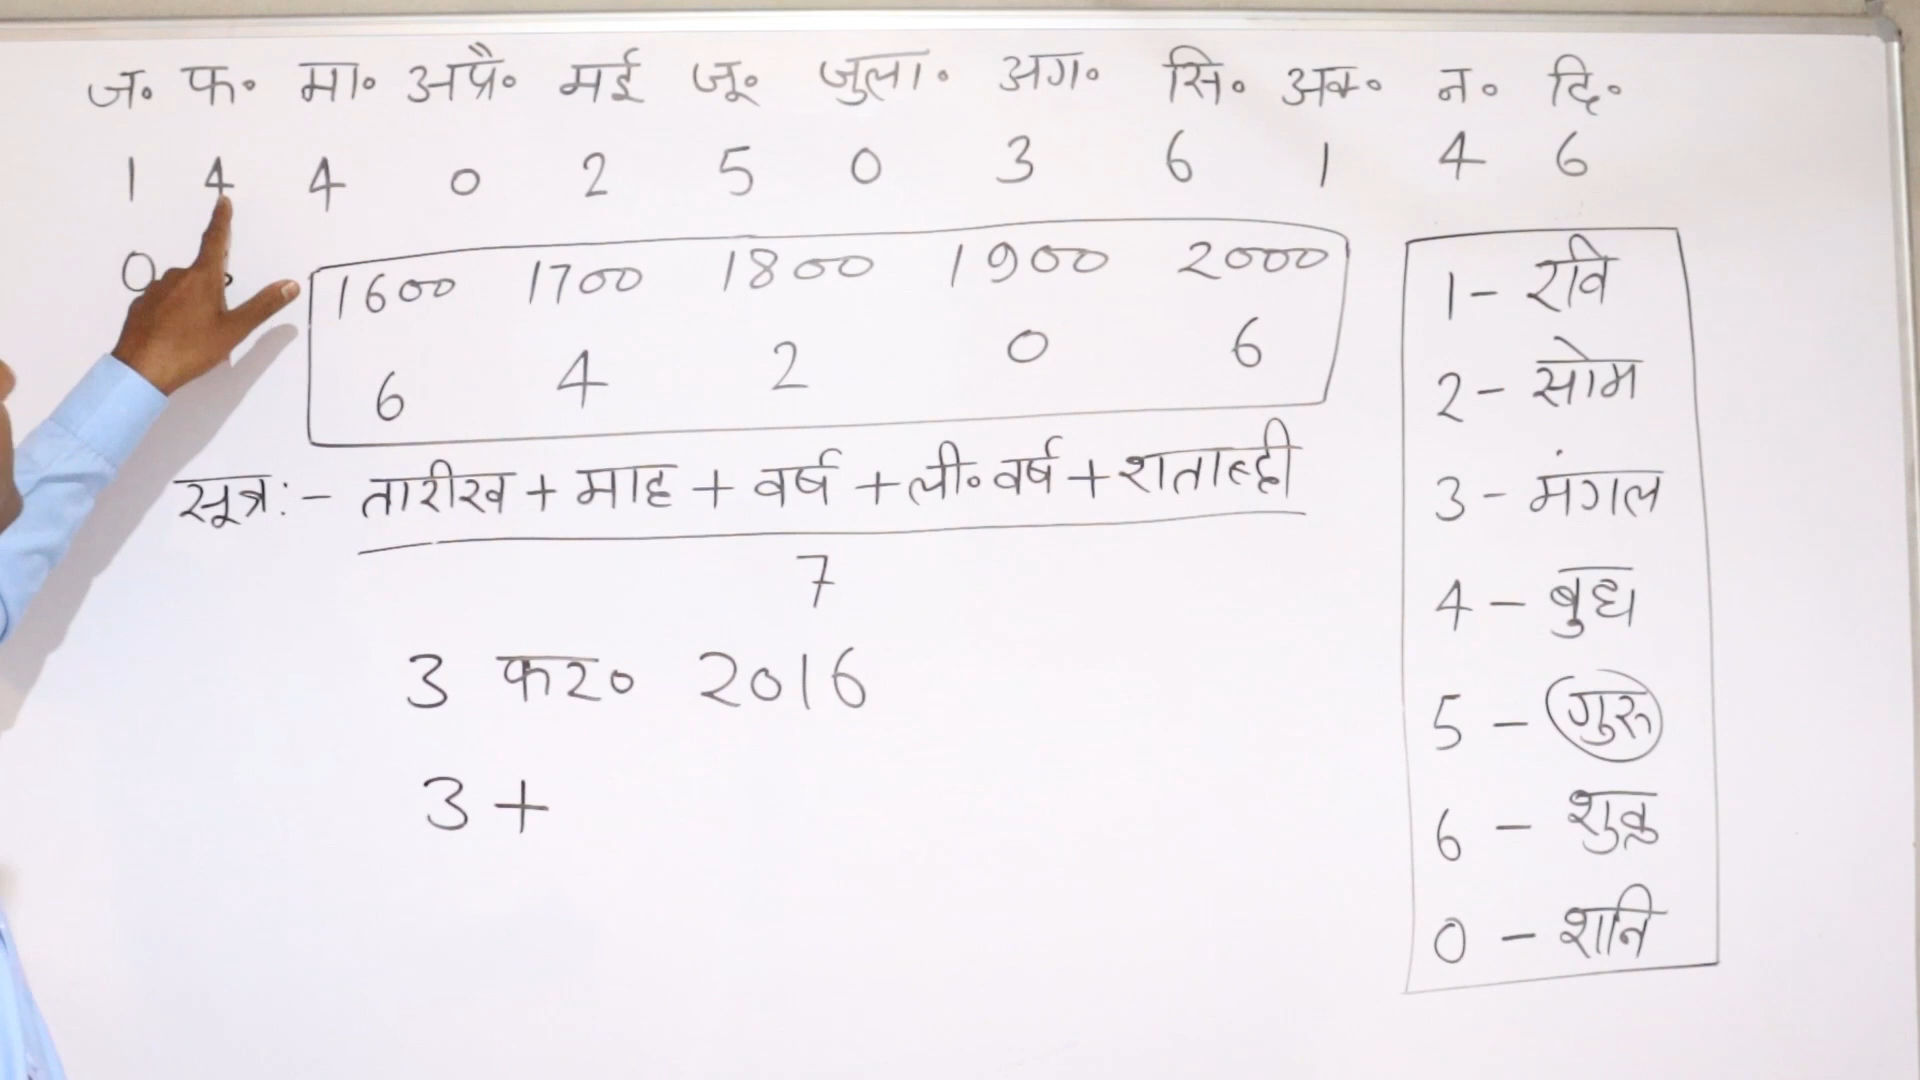 ज॰ फ॰ मा॰ अप्रै॰ मई जू॰ जुला॰ अग॰ सि॰ अक॰ न॰ दि॰
1 4 4 0 2 5 0 3 6 1 4 6
0
1600 1700 1800 1900 2000
6 4 2 0 6
सूत्र:- तारीख + माह + वर्ष + ली॰ वर्ष + शताब्दी
7
3 फर॰ 2016
3 +
1 - रवि
2 - सोम
3 - मंगल
4 - बुध
5 - गुरु
6 - शुक्र
0 - शनि